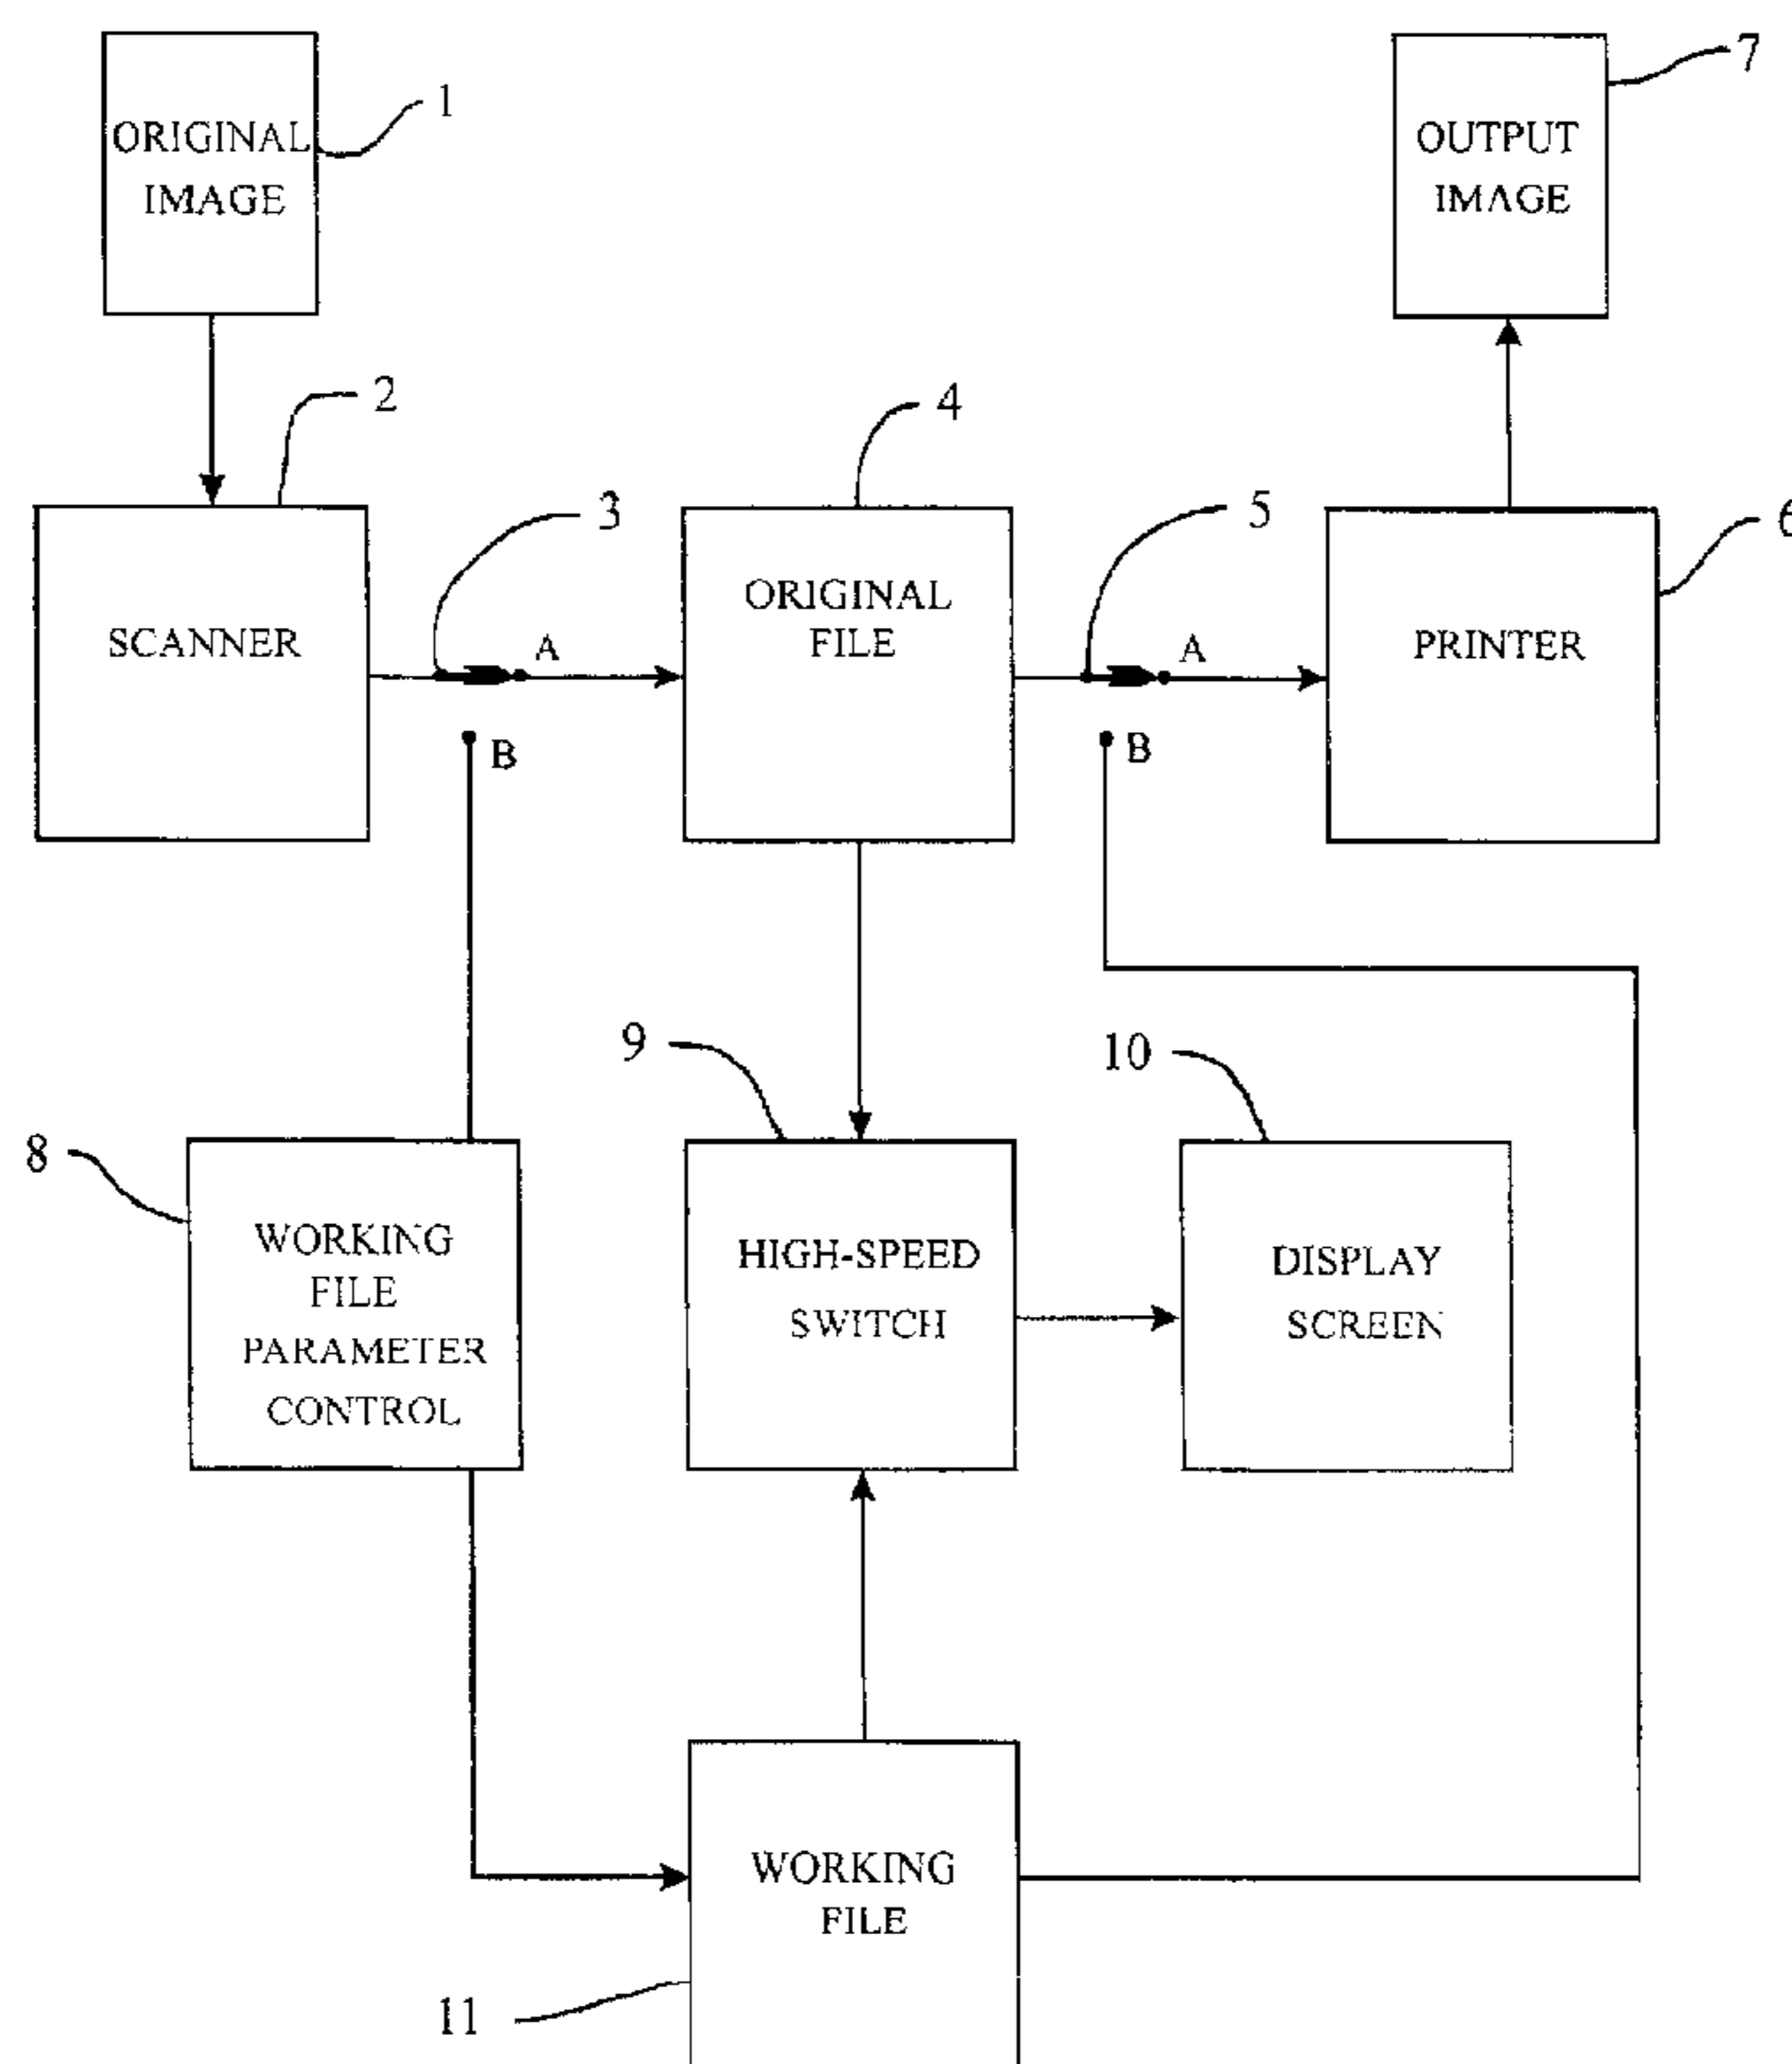 1
ORIGINAL
IMAGE
7
OUTPUT
IMAGE
2
3
4
5
6
SCANNER
A
ORIGINAL
FILE
A
PRINTER
B
B
8
WORKING
FILE
PARAMETER
CONTROL
9
HIGH-SPEED
SWITCH
10
DISPLAY
SCREEN
WORKING
FILE
11